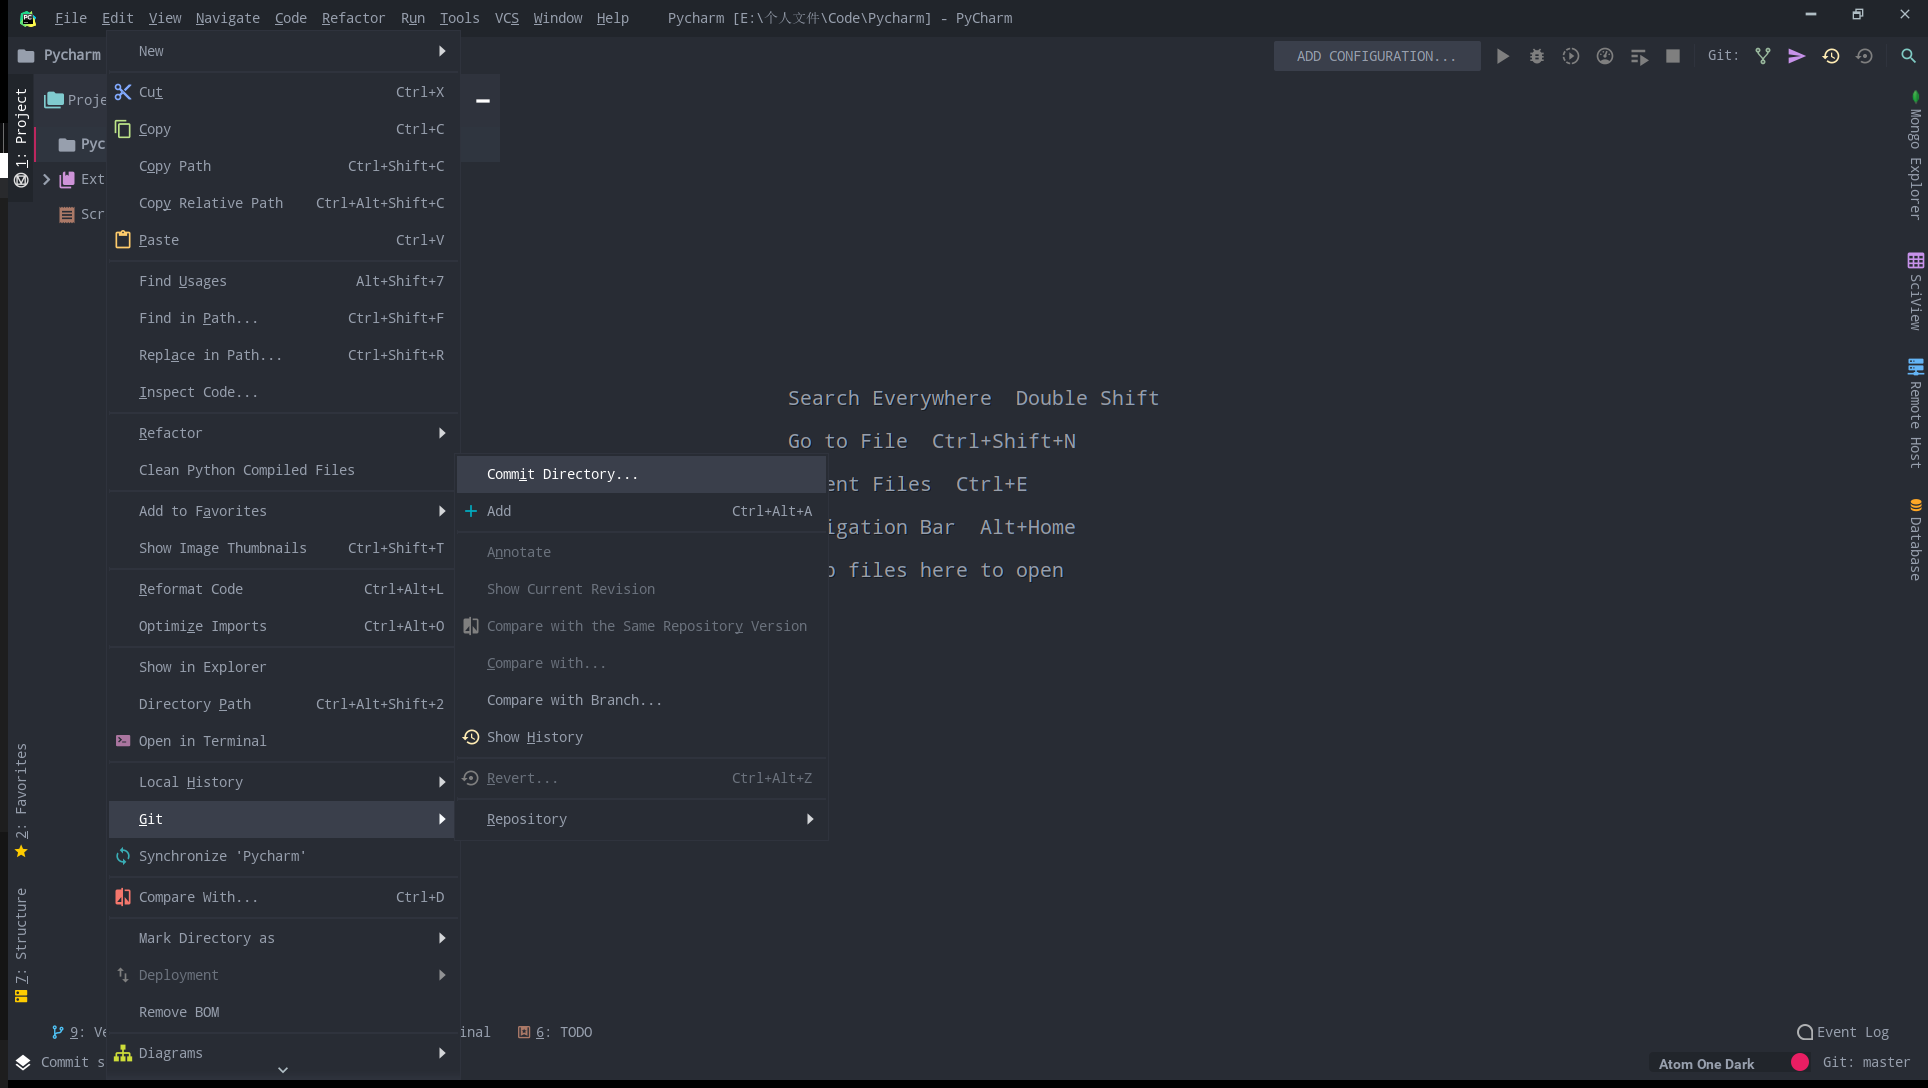 File Edit View Navigate Code Refactor Run Tools VCS Window Help Pycharm [E:\个人文件\Code\Pycharm] - PyCharm
Pycharm
ADD CONFIGURATION... Git:
1: Project
2: Favorites
7: Structure
Proje
Pyc
Ext
Scr
New
Cut Ctrl+X
Copy Ctrl+C
Copy Path Ctrl+Shift+C
Copy Relative Path Ctrl+Alt+Shift+C
Paste Ctrl+V
Find Usages Alt+Shift+7
Find in Path... Ctrl+Shift+F
Replace in Path... Ctrl+Shift+R
Inspect Code...
Refactor
Clean Python Compiled Files
Add to Favorites
Show Image Thumbnails Ctrl+Shift+T
Reformat Code Ctrl+Alt+L
Optimize Imports Ctrl+Alt+O
Show in Explorer
Directory Path Ctrl+Alt+Shift+2
Open in Terminal
Local History
Git
Synchronize 'Pycharm'
Compare With... Ctrl+D
Mark Directory as
Deployment
Remove BOM
Diagrams
Commit Directory...
Add Ctrl+Alt+A
Annotate
Show Current Revision
Compare with the Same Repository Version
Compare with...
Compare with Branch...
Show History
Revert... Ctrl+Alt+Z
Repository
Search Everywhere Double Shift
Go to File Ctrl+Shift+N
ent Files Ctrl+E
igation Bar Alt+Home
p files here to open
Mongo Explorer
SciView
Remote Host
Database
9: Ve inal 6: TODO Event Log
Commit s Atom One Dark Git: master